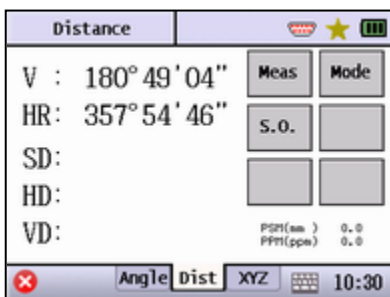 Distance
V : 180°49'04"
HR: 357°54'46"
SD:
HD:
VD:
Meas
Mode
S.O.
PSM(mm ) 0.0
PPM(ppm) 0.0
Angle
Dist
XYZ
10:30